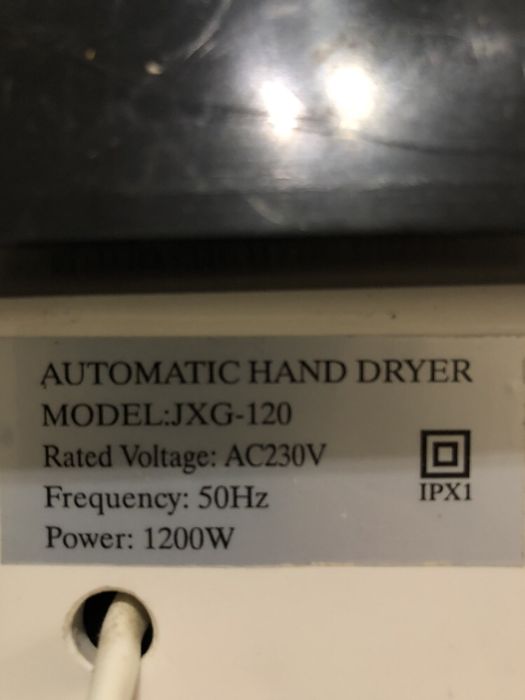 AUTOMATIC HAND DRYER
MODEL:JXG-120
Rated Voltage: AC230V
Frequency: 50Hz
Power: 1200W
IPX1